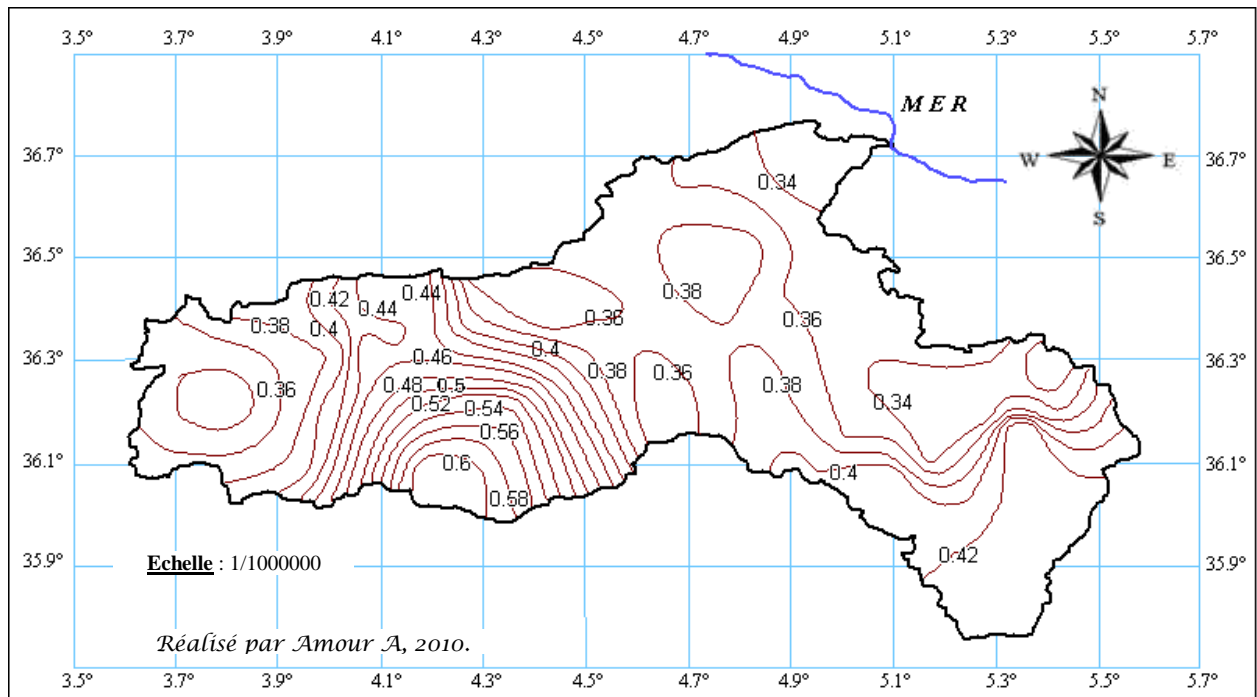 3.5° 3.7° 3.9° 4.1° 4.3° 4.5° 4.7° 4.9° 5.1° 5.3° 5.5° 5.7°
MER
N
36.7° W E 36.7°
0.34
S
36.5° 36.5°
0.38
0.42 0.44 0.44
0.38 0.4 0.36 0.36
0.4
36.3° 0.46 36.3°
0.38 0.36
0.36 0.48 0.5 0.38
0.52 0.54 0.34
0.56
36.1° 0.6 36.1°
0.4
0.58
35.9° Echelle : 1/1000000 0.42 35.9°
Réalisé par Amour A, 2010.
3.5° 3.7° 3.9° 4.1° 4.3° 4.5° 4.7° 4.9° 5.1° 5.3° 5.5° 5.7°